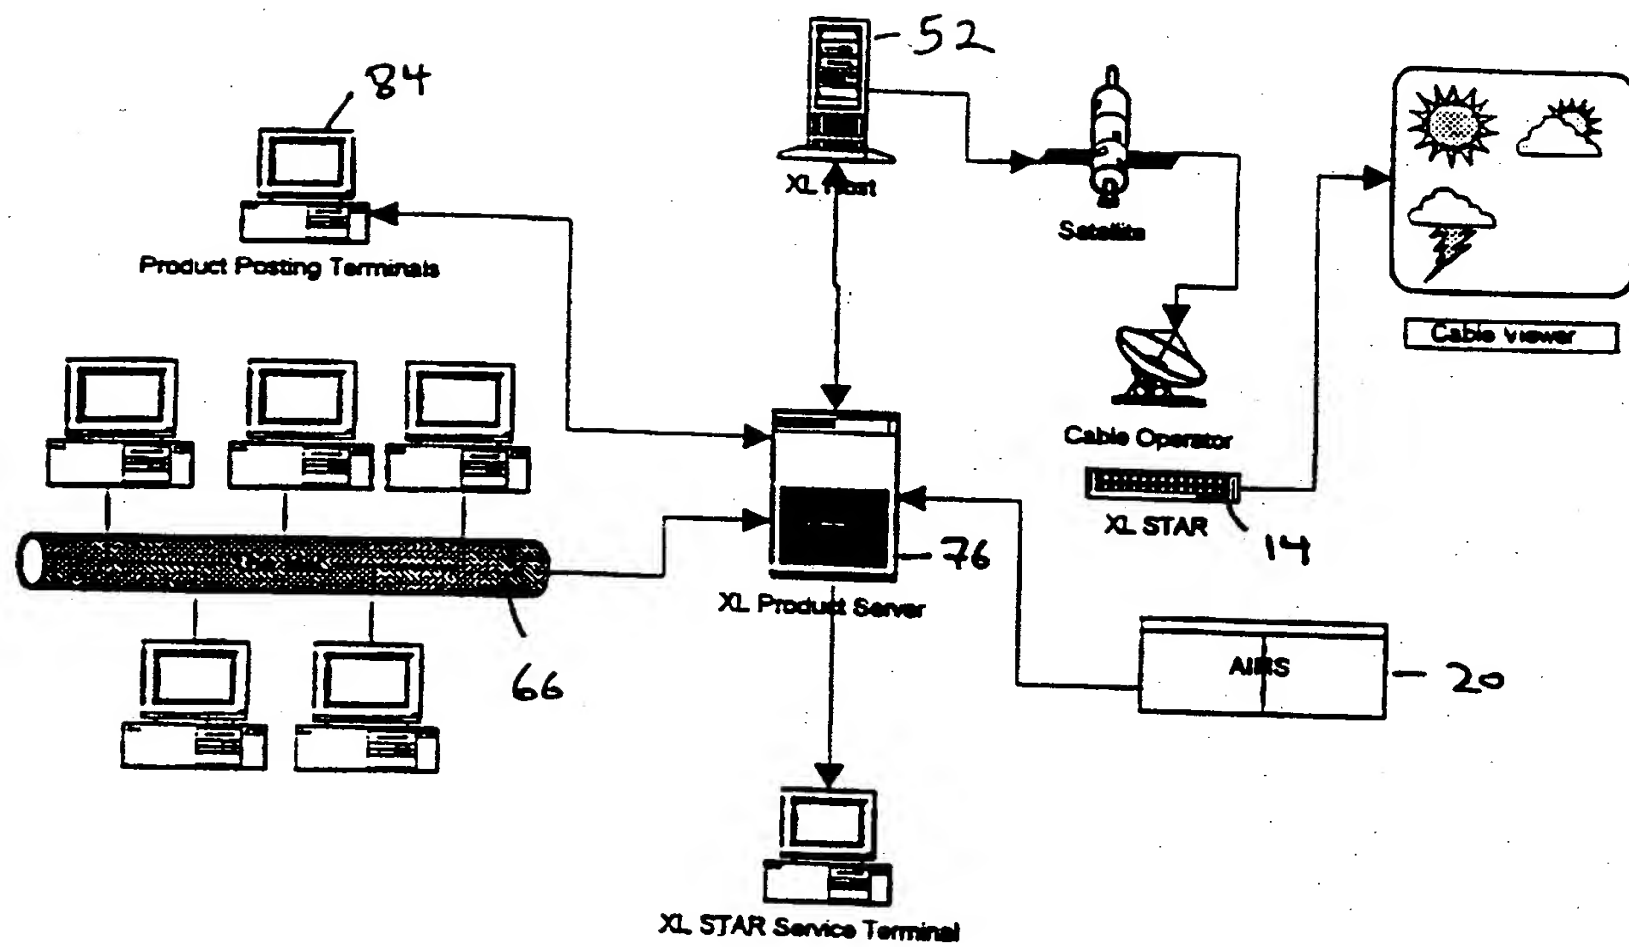 52
84
XL Host
Satellite
Product Posting Terminals
Cable Viewer
Cable Operator
XL STAR
14
76
XL Product Server
66
AIRS
20
XL STAR Service Terminal